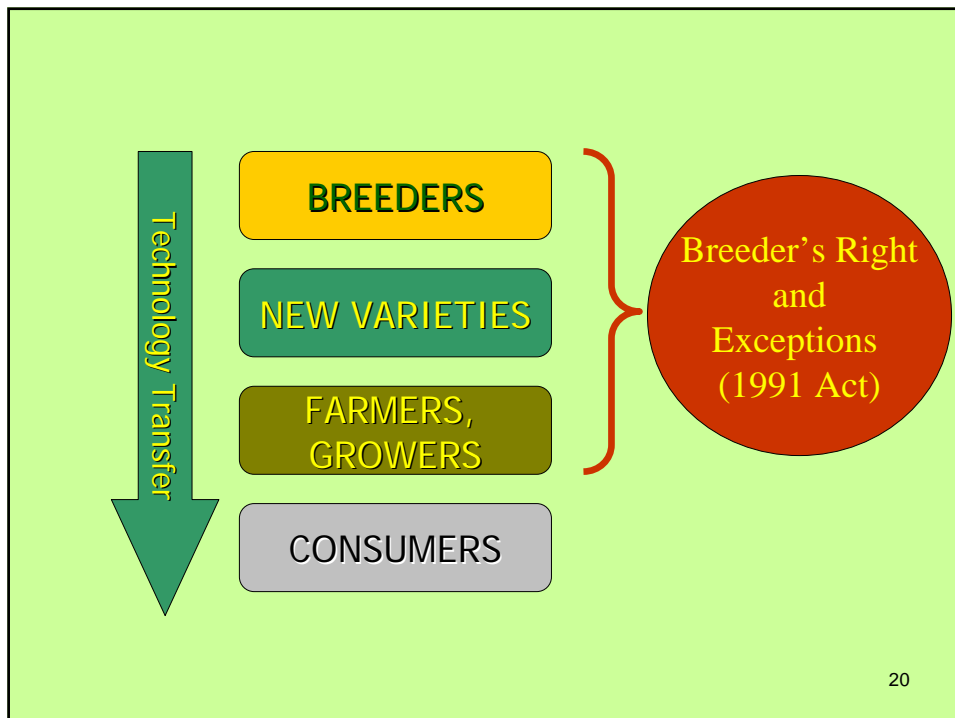 Technology Transfer
BREEDERS
NEW VARIETIES
FARMERS,
GROWERS
CONSUMERS
Breeder’s Right
and
Exceptions
(1991 Act)
20